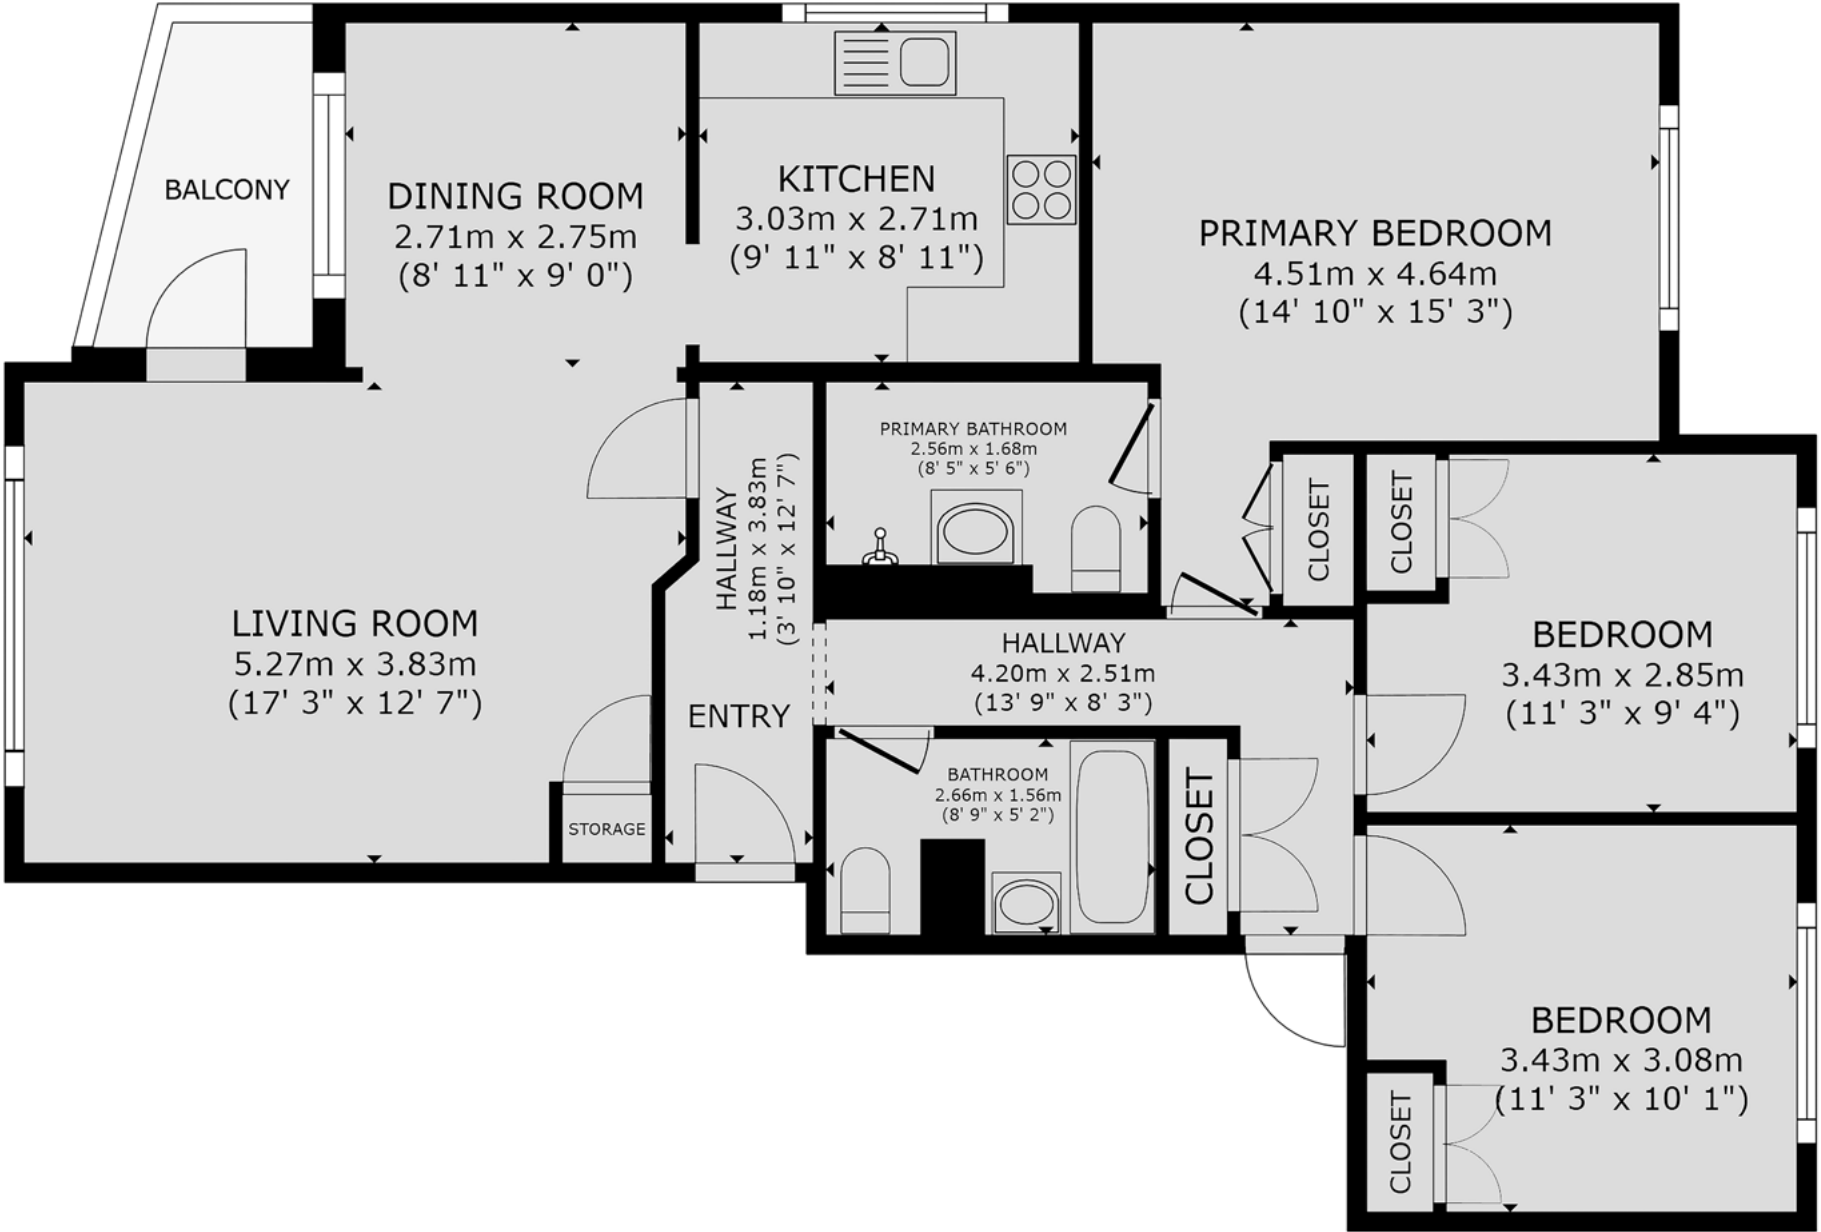 BALCONY
DINING ROOM
2.71m x 2.75m
(8' 11" x 9' 0")
KITCHEN
3.03m x 2.71m
(9' 11" x 8' 11")
PRIMARY BEDROOM
4.51m x 4.64m
(14' 10" x 15' 3")
LIVING ROOM
5.27m x 3.83m
(17' 3" x 12' 7")
STORAGE
HALLWAY
1.18m x 3.83m
(3' 10" x 12' 7")
ENTRY
PRIMARY BATHROOM
2.56m x 1.68m
(8' 5" x 5' 6")
CLOSET
CLOSET
HALLWAY
4.20m x 2.51m
(13' 9" x 8' 3")
BEDROOM
3.43m x 2.85m
(11' 3" x 9' 4")
BATHROOM
2.66m x 1.56m
(8' 9" x 5' 2")
CLOSET
BEDROOM
3.43m x 3.08m
(11' 3" x 10' 1")
CLOSET